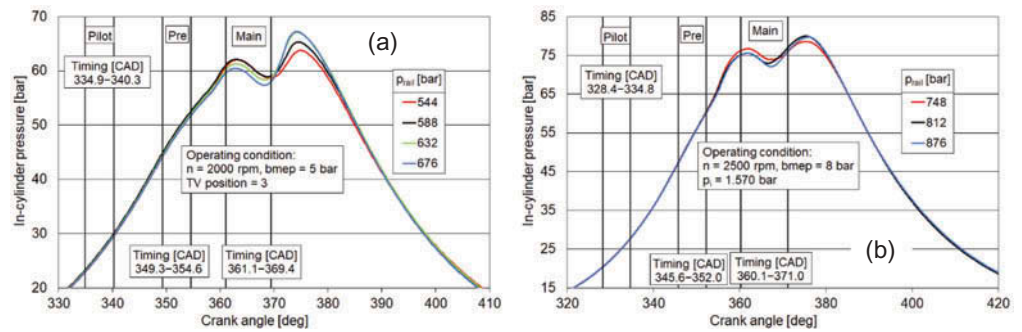 70
60
50
40
30
20
In-cylinder pressure [bar]
Pilot
Pre
Main
(a)
Timing [CAD]
334.9–340.3
p_rail [bar]
544
588
632
676
Operating condition:
n = 2000 rpm, bmep = 5 bar
TV position = 3
Timing [CAD]
349.3–354.6
Timing [CAD]
361.1–369.4
330 340 350 360 370 380 390 400 410
Crank angle [deg]
85
75
65
55
45
35
25
15
In-cylinder pressure [bar]
Pilot
Pre
Main
Timing [CAD]
328.4–334.8
p_rail [bar]
748
812
876
Operating condition:
n = 2500 rpm, bmep = 8 bar
p_i = 1.570 bar
(b)
Timing [CAD]
345.6–352.0
Timing [CAD]
360.1–371.0
320 340 360 380 400 420
Crank angle [deg]